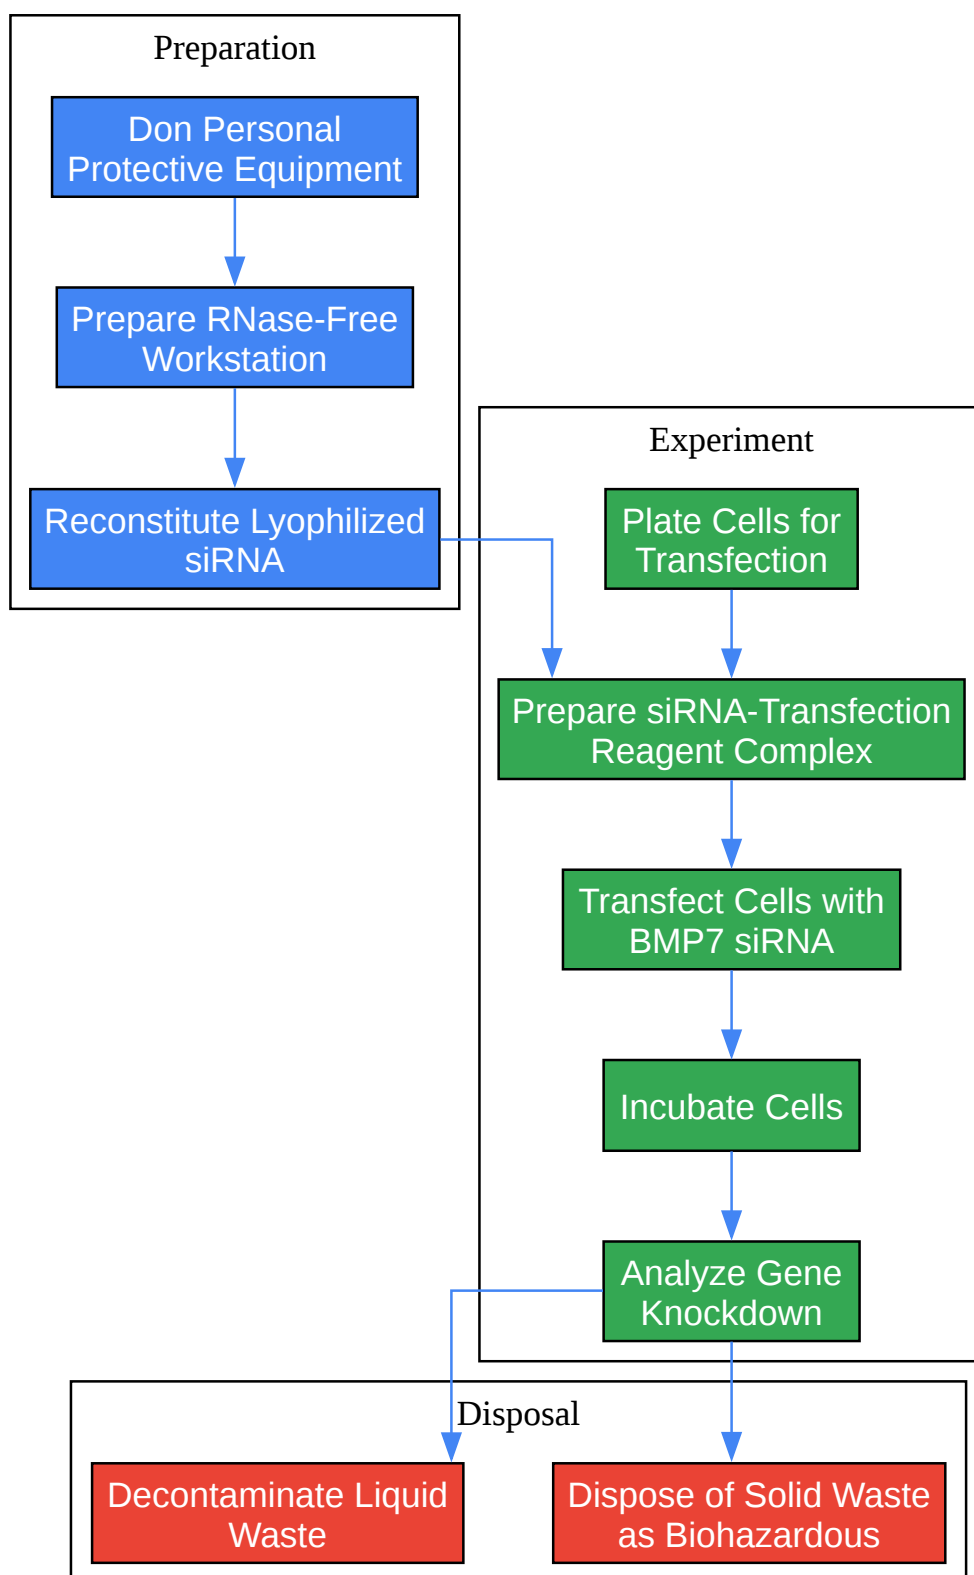 Preparation
Don Personal
Protective Equipment
Prepare RNase-Free
Workstation
Reconstitute Lyophilized
siRNA
Experiment
Plate Cells for
Transfection
Prepare siRNA-Transfection
Reagent Complex
Transfect Cells with
BMP7 siRNA
Incubate Cells
Analyze Gene
Knockdown
Disposal
Decontaminate Liquid
Waste
Dispose of Solid Waste
as Biohazardous